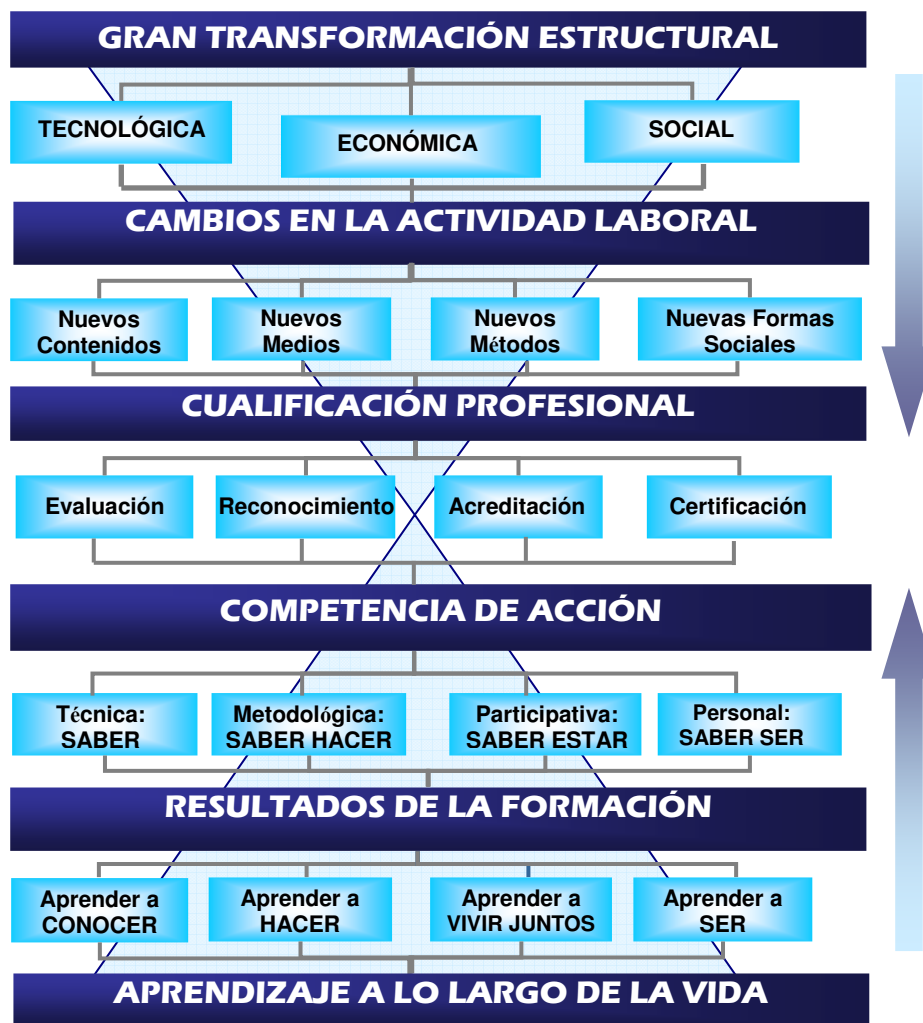 GRAN TRANSFORMACIÓN ESTRUCTURAL
TECNOLÓGICA
ECONÓMICA
SOCIAL
CAMBIOS EN LA ACTIVIDAD LABORAL
Nuevos
Contenidos
Nuevos
Medios
Nuevos
Métodos
Nuevas Formas
Sociales
CUALIFICACIÓN PROFESIONAL
Evaluación
Reconocimiento
Acreditación
Certificación
COMPETENCIA DE ACCIÓN
Técnica:
SABER
Metodológica:
SABER HACER
Participativa:
SABER ESTAR
Personal:
SABER SER
RESULTADOS DE LA FORMACIÓN
Aprender a
CONOCER
Aprender a
HACER
Aprender a
VIVIR JUNTOS
Aprender a
SER
APRENDIZAJE A LO LARGO DE LA VIDA